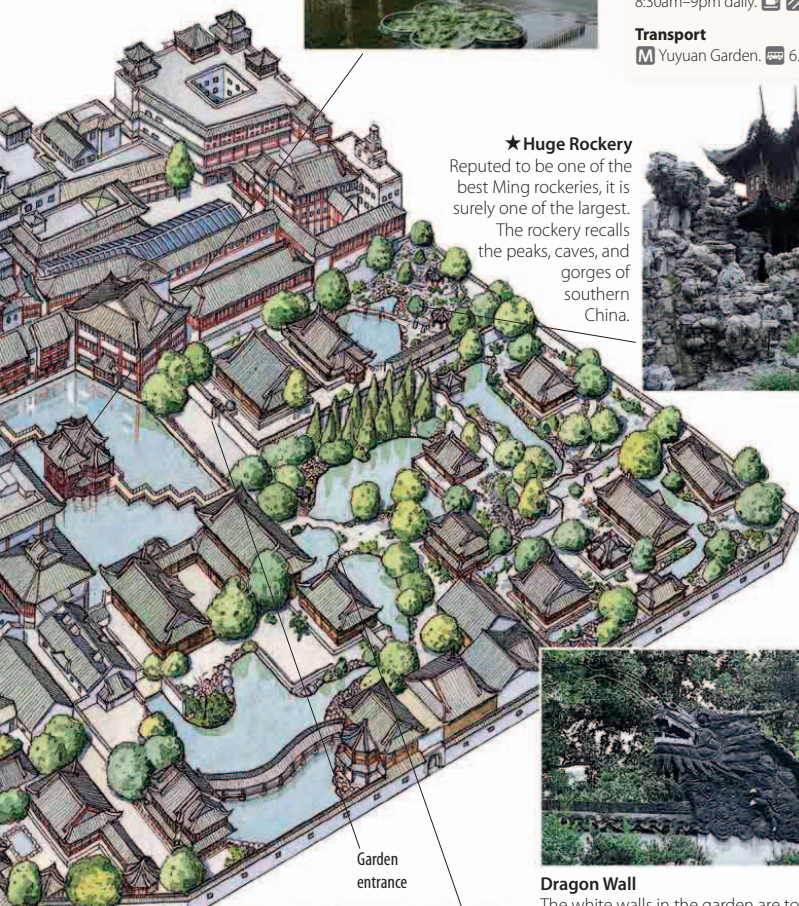 8:30am–9pm daily.
Transport
M Yuyuan Garden. 6.
★Huge Rockery
Reputed to be one of the
best Ming rockeries, it is
surely one of the largest.
The rockery recalls
the peaks, caves, and
gorges of
southern
China.
Garden
entrance
Dragon Wall
The white walls in the garden are to